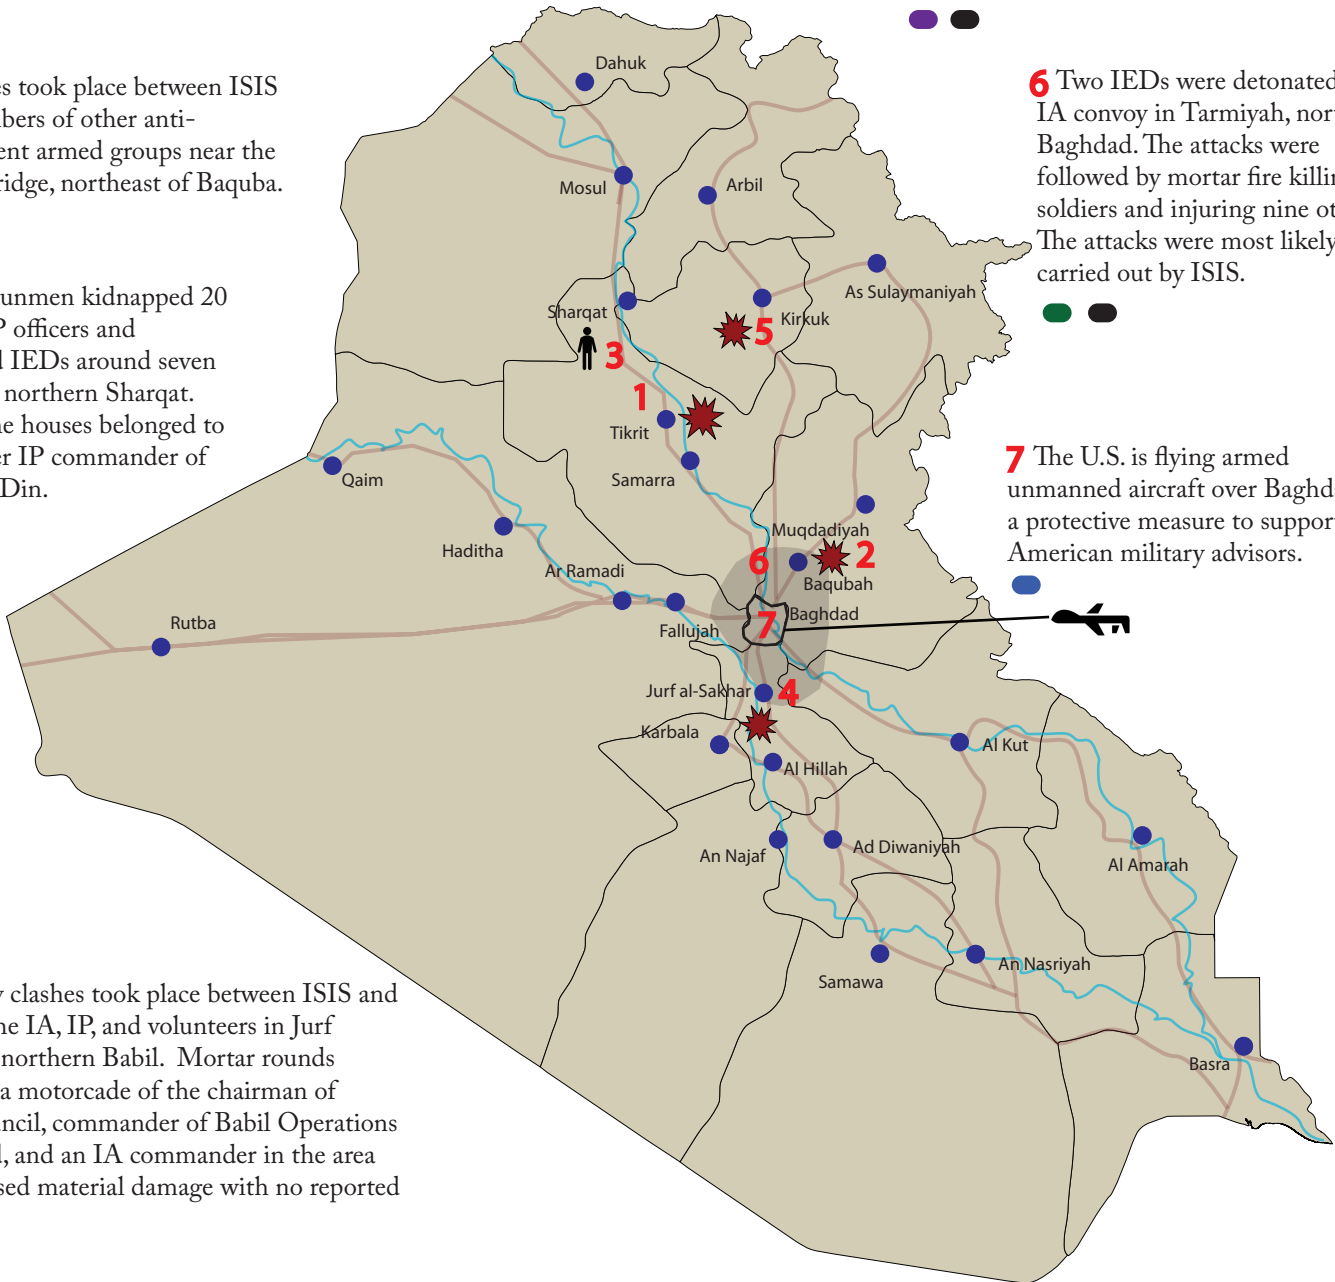 es took place between ISIS
bers of other anti-
ent armed groups near the
ridge, northeast of Baquba.
unmen kidnapped 20
P officers and
d IEDs around seven
northern Sharqat.
he houses belonged to
er IP commander of
Din.
y clashes took place between ISIS and
he IA, IP, and volunteers in Jurf
northern Babil. Mortar rounds
a motorcade of the chairman of
uncil, commander of Babil Operations
d, and an IA commander in the area
sed material damage with no reported
Dahuk
Mosul
Arbil
As Sulaymaniyah
Sharqat
Kirkuk
5
3
1
Tikrit
Samarra
Qaim
Haditha
Muqdadiyah
6
2
Baqubah
Ar Ramadi
Baghdad
7
Fallujah
Rutba
Jurf al-Sakhar
4
Karbala
Al Hillah
Al Kut
An Najaf
Ad Diwaniyah
Al Amarah
Samawa
An Nasriyah
Basra
6 Two IEDs were detonated
IA convoy in Tarmiyah, nor
Baghdad. The attacks were
followed by mortar fire killin
soldiers and injuring nine ot
The attacks were most likely
carried out by ISIS.
7 The U.S. is flying armed
unmanned aircraft over Baghd
a protective measure to support
American military advisors.